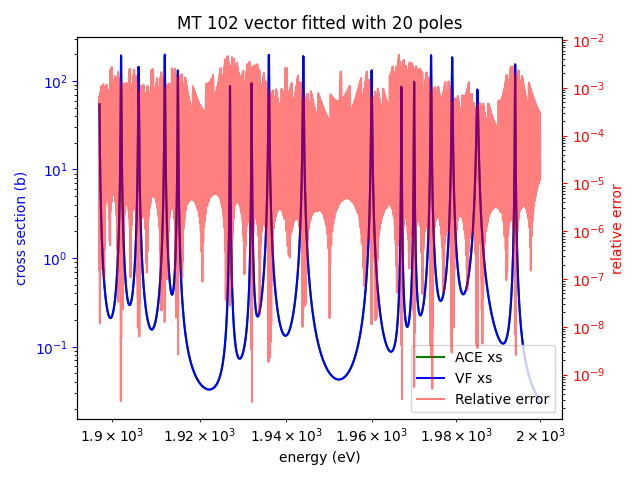 MT 102 vector fitted with 20 poles
cross section (b)
10²
10¹
10⁰
10⁻¹
10⁻²
10⁻³
10⁻⁴
10⁻⁵
10⁻⁶
10⁻⁷
10⁻⁸
10⁻⁹
relative error
ACE xs
VF xs
Relative error
1.9 × 10³ 1.92 × 10³ 1.94 × 10³ 1.96 × 10³ 1.98 × 10³ 2 × 10³
energy (eV)